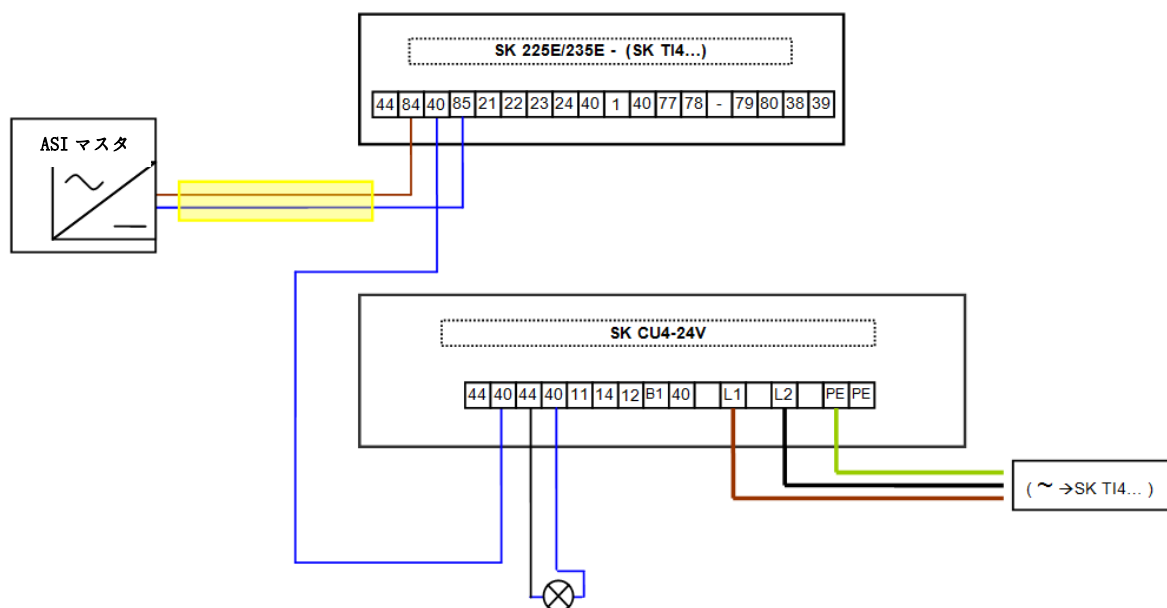 SK 225E/235E - (SK TI4...)
44 84 40 85 21 22 23 24 40 1 40 77 78 - 79 80 38 39
ASI マスタ
SK CU4-24V
44 40 44 40 11 14 12 B1 40 L1 L2 PE PE
( ~ →SK TI4... )